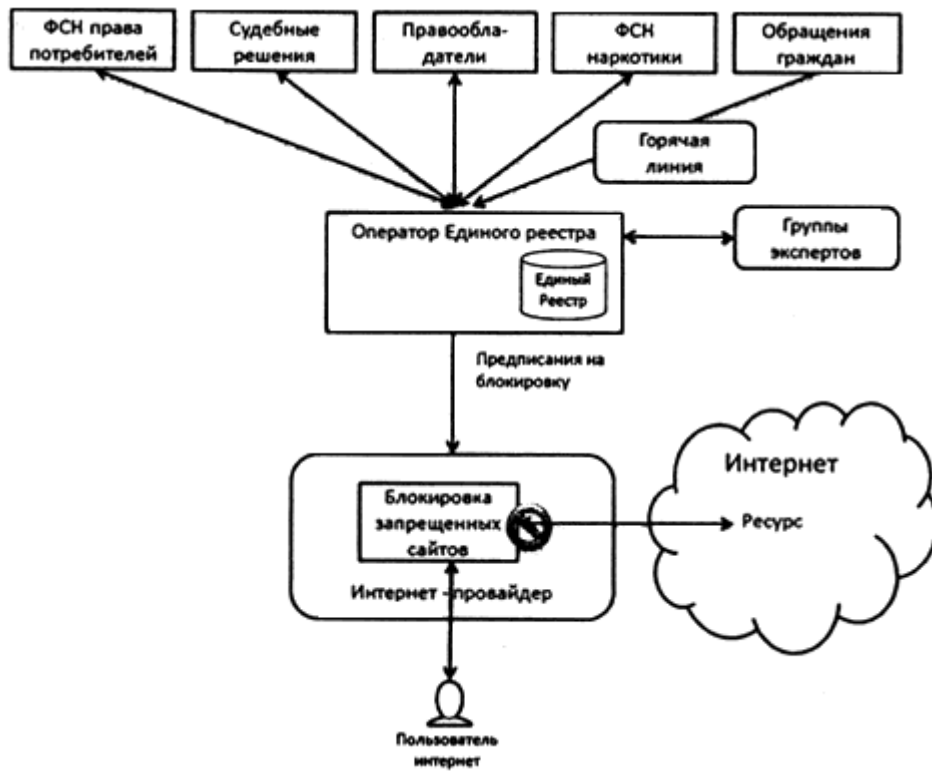 ФСН права
потребителей
Судебные
решения
Правообла-
датели
ФСН
наркотики
Обращения
граждан
Горячая
линия
Оператор Единого реестра
Группы
экспертов
Единый
Реестр
Предписания на
блокировку
Интернет
Блокировка
запрещенных
сайтов
Ресурс
Интернет - провайдер
Пользователь
интернет